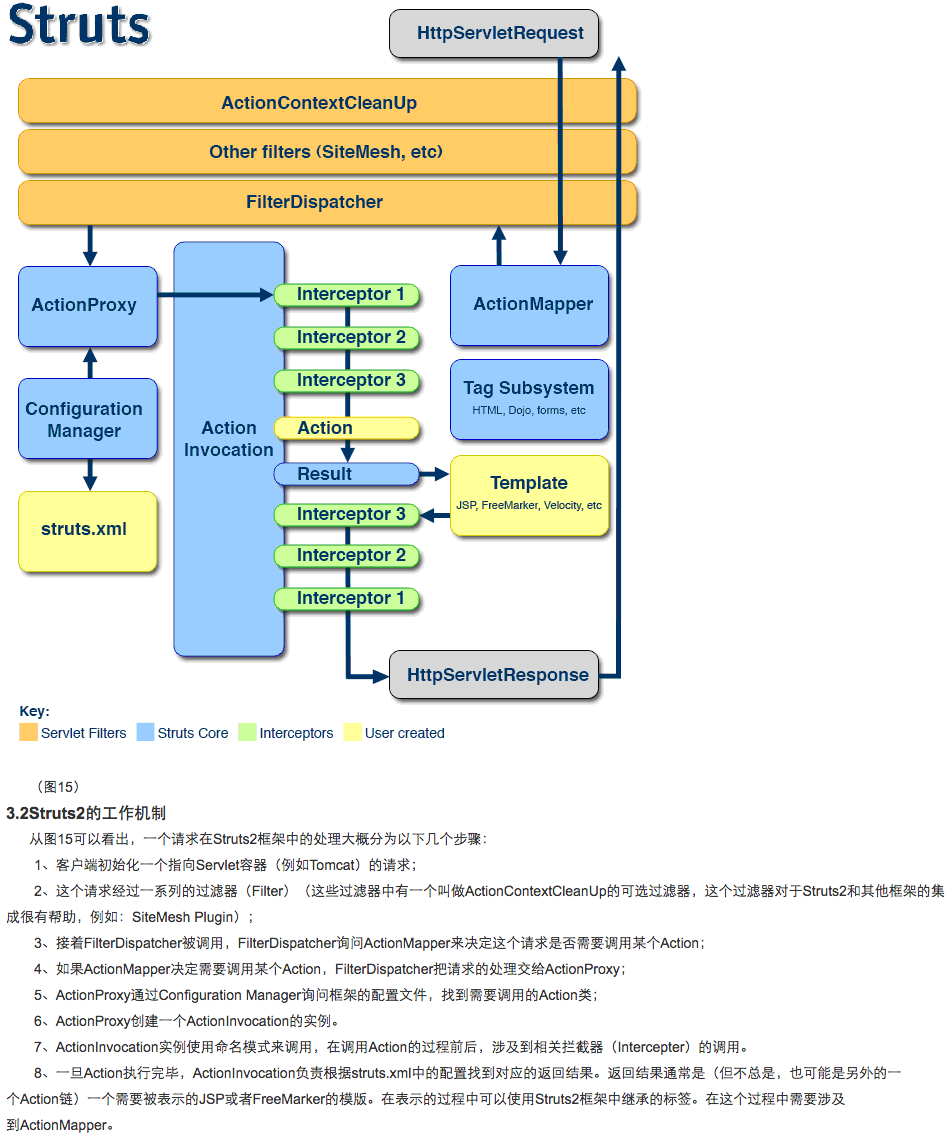 Struts
HttpServletRequest
ActionContextCleanUp
Other filters (SiteMesh, etc)
FilterDispatcher
ActionProxy
Interceptor 1
ActionMapper
Interceptor 2
Interceptor 3
Tag Subsystem
HTML, Dojo, forms, etc
Configuration
Manager
Action
Invocation
Action
Result
Template
JSP, FreeMarker, Velocity, etc
struts.xml
Interceptor 3
Interceptor 2
Interceptor 1
HttpServletResponse
Key:
Servlet Filters
Struts Core
Interceptors
User created
（图15）
3.2Struts2的工作机制
从图15可以看出，一个请求在Struts2框架中的处理大概分为以下几个步骤：
1、客户端初始化一个指向Servlet容器（例如Tomcat）的请求；
2、这个请求经过一系列的过滤器（Filter）（这些过滤器中有一个叫做ActionContextCleanUp的可选过滤器，这个过滤器对于Struts2和其他框架的集
成很有帮助，例如：SiteMesh Plugin）；
3、接着FilterDispatcher被调用，FilterDispatcher询问ActionMapper来决定这个请求是否需要调用某个Action；
4、如果ActionMapper决定需要调用某个Action，FilterDispatcher把请求的处理交给ActionProxy；
5、ActionProxy通过Configuration Manager询问框架的配置文件，找到需要调用的Action类；
6、ActionProxy创建一个ActionInvocation的实例。
7、ActionInvocation实例使用命名模式来调用，在调用Action的过程前后，涉及到相关拦截器（Intercepter）的调用。
8、一旦Action执行完毕，ActionInvocation负责根据struts.xml中的配置找到对应的返回结果。返回结果通常是（但不总是，也可能是另外的一
个Action链）一个需要被表示的JSP或者FreeMarker的模版。在表示的过程中可以使用Struts2框架中继承的标签。在这个过程中需要涉及
到ActionMapper。